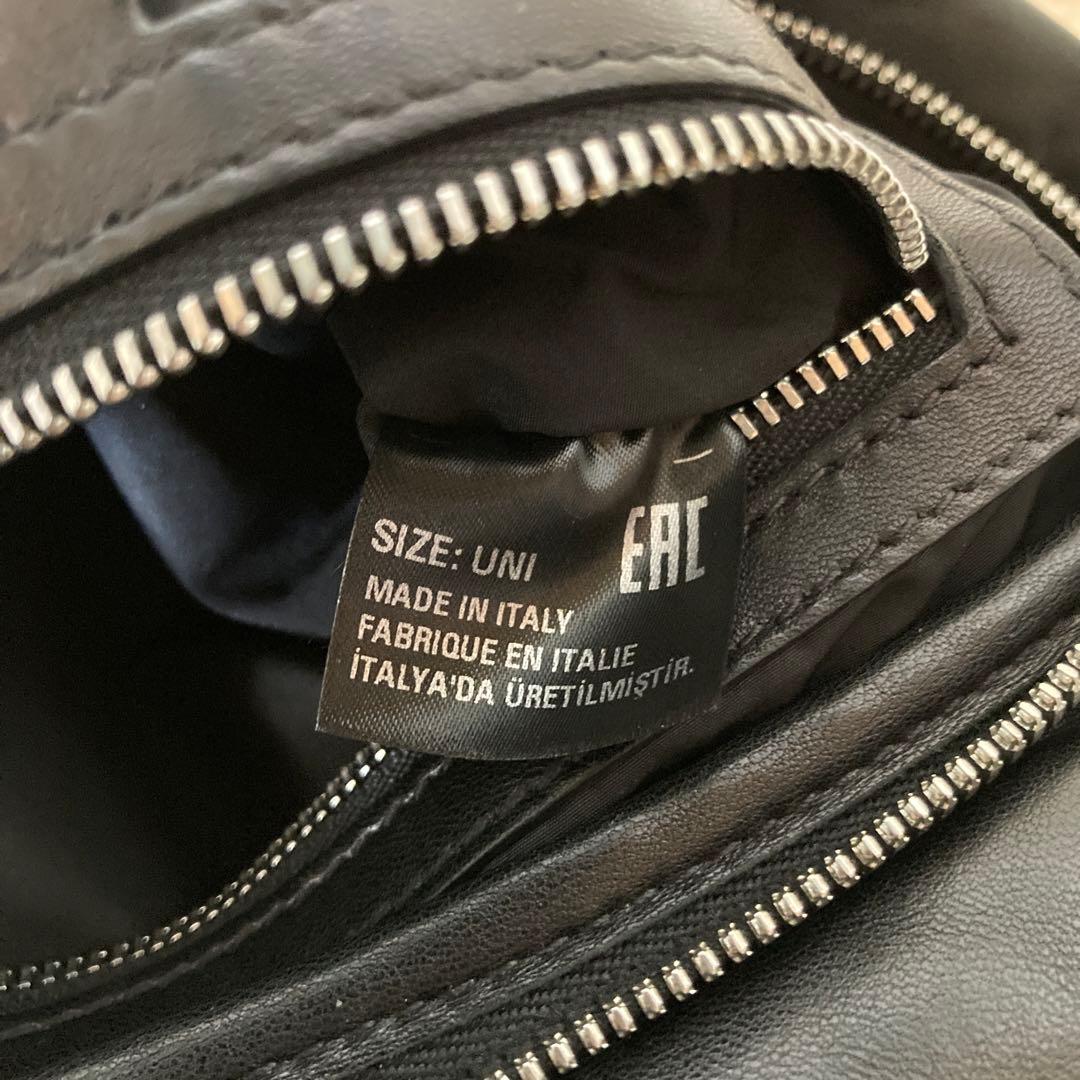 SIZE: UNI
EAC
MADE IN ITALY
FABRIQUE EN ITALIE
İTALYA'DA ÜRETİLMİŞTİR.